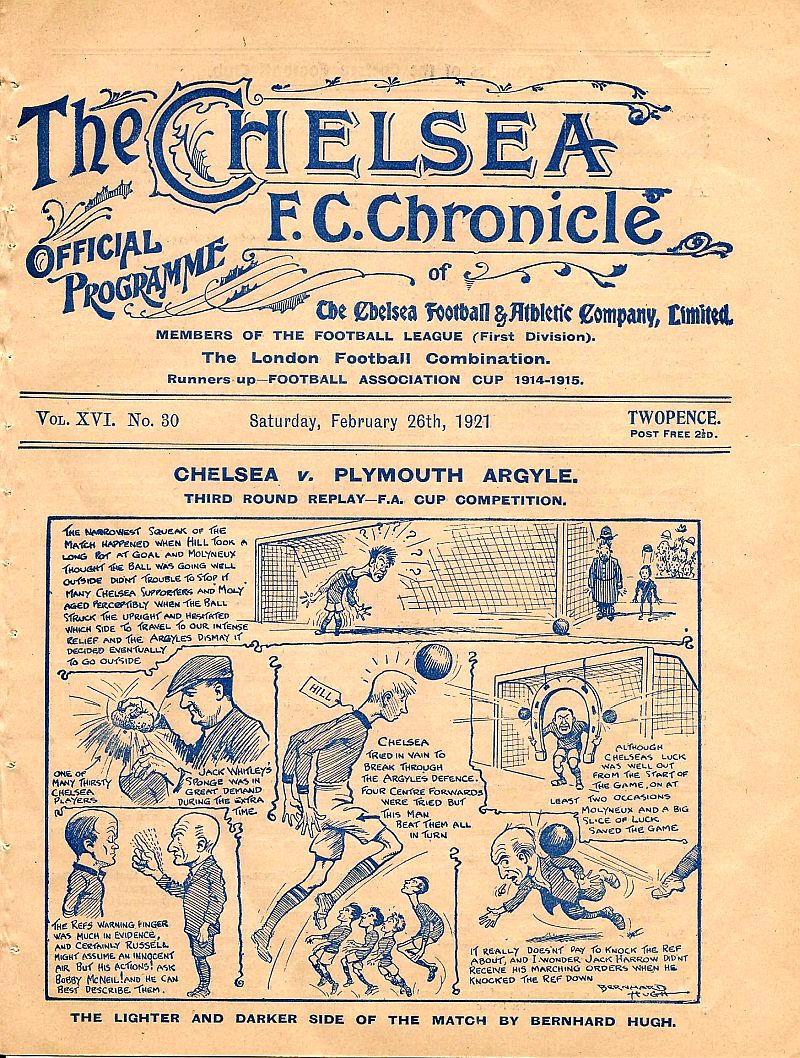 The CHELSEA
F.C. Chronicle
OFFICIAL
PROGRAMME
of
The Chelsea Football & Athletic Company, Limited.
MEMBERS OF THE FOOTBALL LEAGUE (First Division).
The London Football Combination.
Runners up—FOOTBALL ASSOCIATION CUP 1914-1915.
VOL. XVI. No. 30
Saturday, February 26th, 1921
TWOPENCE.
POST FREE 2½D.
CHELSEA v. PLYMOUTH ARGYLE.
THIRD ROUND REPLAY—F.A. CUP COMPETITION.
THE NARROWEST SQUEAK OF THE
MATCH HAPPENED WHEN HILL TOOK A
LONG POT AT GOAL AND MOLYNEUX
THOUGHT THE BALL WAS GOING WELL
OUTSIDE DIDNT TROUBLE TO STOP IT
MANY CHELSEA SUPPORTERS AND MOLY
AGED PERCEPTIBLY WHEN THE BALL
STRUCK THE UPRIGHT AND HESITATED
WHICH SIDE TO TRAVEL TO OUR INTENSE
RELIEF AND THE ARGYLES DISMAY IT
DECIDED EVENTUALLY
TO GO OUTSIDE
? ? ? ? ? ? ?
ONE OF
MANY THIRSTY
CHELSEA
PLAYERS
JACK WHITLEY'S
SPONGE WAS IN
GREAT DEMAND
DURING THE EXTRA
TIME.
HILL
CHELSEA
TRIED IN VAIN TO
BREAK THROUGH
THE ARGYLES DEFENCE.
FOUR CENTRE FORWARDS
WERE TRIED BUT
THIS MAN
BEAT THEM ALL
IN TURN
ALTHOUGH
CHELSEAS LUCK
WAS WELL OUT
FROM THE START OF
THE GAME, ON AT
LEAST TWO OCCASIONS
MOLYNEUX AND A BIG
SLICE OF LUCK
SAVED THE GAME
THE REFS WARNING FINGER
WAS MUCH IN EVIDENCE,
AND CERTAINLY RUSSELL
MIGHT ASSUME AN INNOCENT
AIR BUT HIS ACTIONS! ASK
BOBBY MCNEIL! AND HE CAN
BEST DESCRIBE THEM.
IT REALLY DOES'NT PAY TO KNOCK THE REF
ABOUT, AND I WONDER JACK HARROW DIDNT
RECEIVE HIS MARCHING ORDERS WHEN HE
KNOCKED THE REF DOWN
BERNHARD
HUGH
THE LIGHTER AND DARKER SIDE OF THE MATCH BY BERNHARD HUGH.